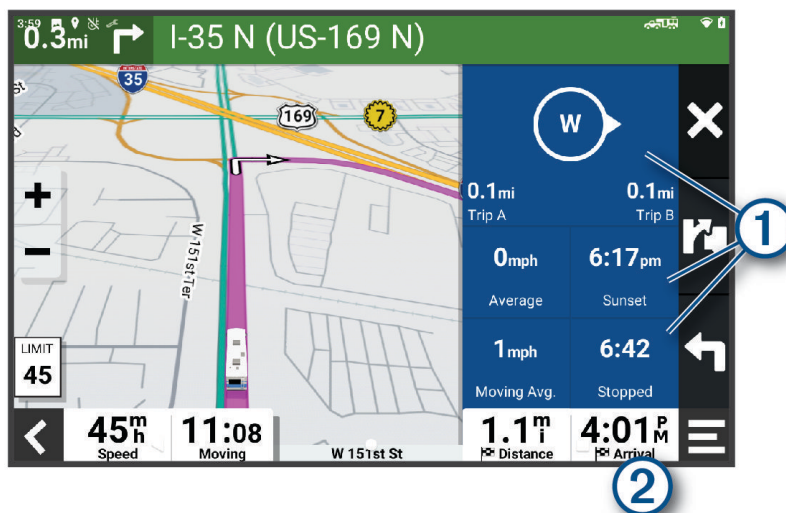 3:59
0.3mi
I-35 N (US-169 N)
St
35
169
7
W
0.1mi
Trip A
0.1mi
Trip B
1
+
−
W 151st Ter
0mph
Average
6:17pm
Sunset
LIMIT
45
1mph
Moving Avg.
6:42
Stopped
45mh
Speed
11:08
Moving
W 151st St
1.1mi
Distance
4:01PM
Arrival
2